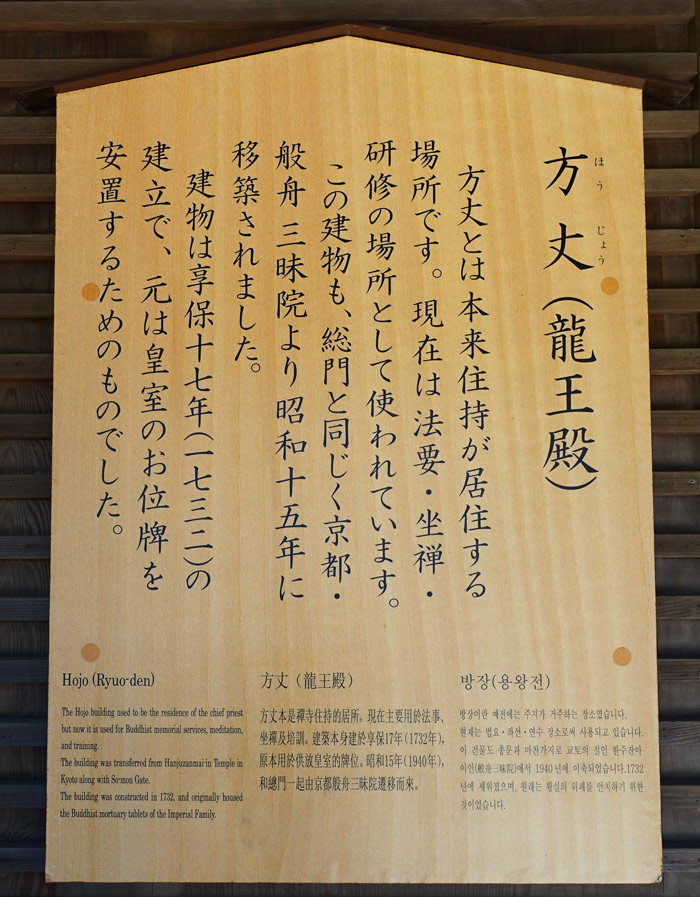 方丈(龍王殿)
ほうじょう
方丈とは本来住持が居住する
場所です。現在は法要・坐禅・
研修の場所として使われています。
この建物も、総門と同じく京都・
般舟三昧院より昭和十五年に
移築されました。
建物は享保十七年(一七三二)の
建立で、元は皇室のお位牌を
安置するためのものでした。
Hojo (Ryuo-den)
The Hojo building used to be the residence of the chief priest
but now it is used for Buddhist memorial services, meditation,
and training.
The building was transferred from Hanjuzanmai-in Temple in
Kyoto along with So-mon Gate.
The building was constructed in 1732, and originally housed
the Buddhist mortuary tablets of the Imperial Family.
方丈（龍王殿）
方丈本是禪寺住持的居所。現在主要用於法事、
坐禪及培訓。建築本身建於享保17年(1732年),
原本用於供放皇室的牌位。昭和15年(1940年),
和總門一起由京都般舟三昧院遷移而來。
방장(용왕전)
방장이란 예전에는 주지가 거주하는 장소였습니다.
현재는 법요·좌선·연수 장소로써 사용되고 있습니다.
이 건물도 총문과 마찬가지로 교토의 절인 한주잔마
이인(般舟三昧院)에서 1940년에 이축되었습니다.1732
년에 세워졌으며, 원래는 황실의 위패를 안치하기 위한
것이었습니다.